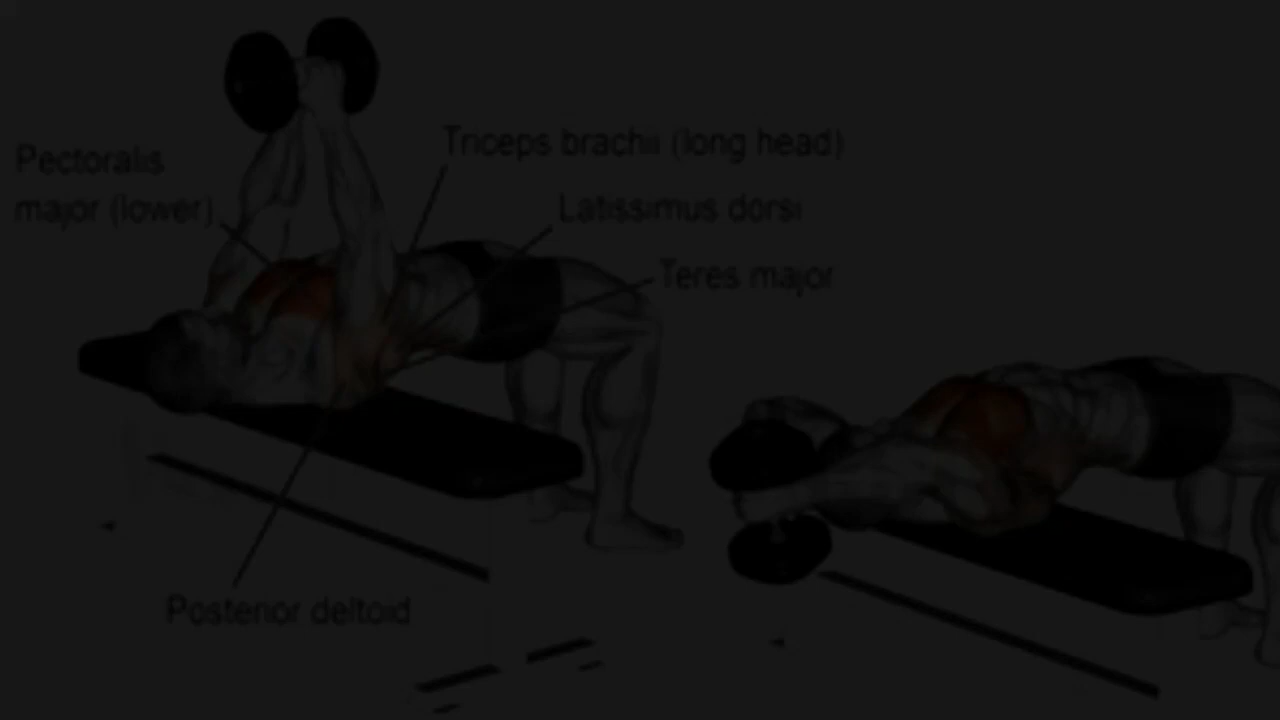 Triceps brachii (long head)
Pectoralis
major (lower)
Latissimus dorsi
Teres major
Posterior deltoid